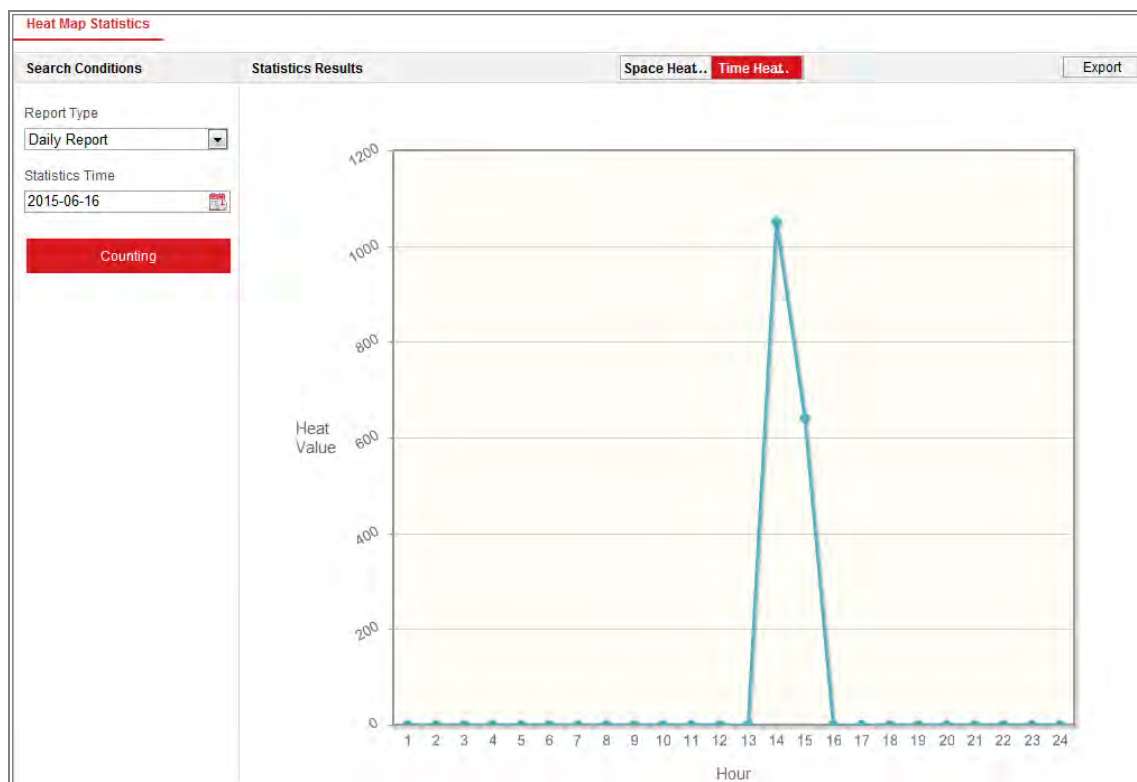 Heat Map Statistics
Search Conditions
Statistics Results
Space Heat...
Time Heat..
Export
Report Type
Daily Report
Statistics Time
2015-06-16
Counting
1200
1000
800
600
400
200
0
Heat
Value
1 2 3 4 5 6 7 8 9 10 11 12 13 14 15 16 17 18 19 20 21 22 23 24
Hour